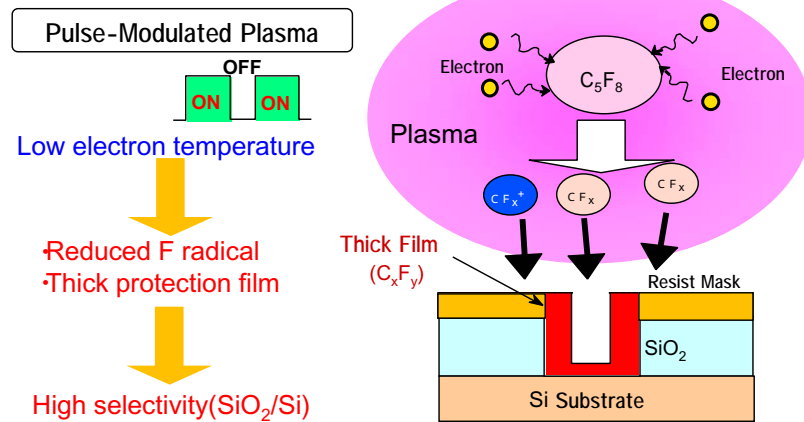 Pulse-Modulated Plasma
OFF
ON ON
Low electron temperature
•Reduced F radical
•Thick protection film
High selectivity(SiO₂/Si)
Electron
C₅F₈
Electron
Plasma
CFₓ⁺
CFₓ
CFₓ
Thick Film
(CₓFᵧ)
Resist Mask
SiO₂
Si Substrate